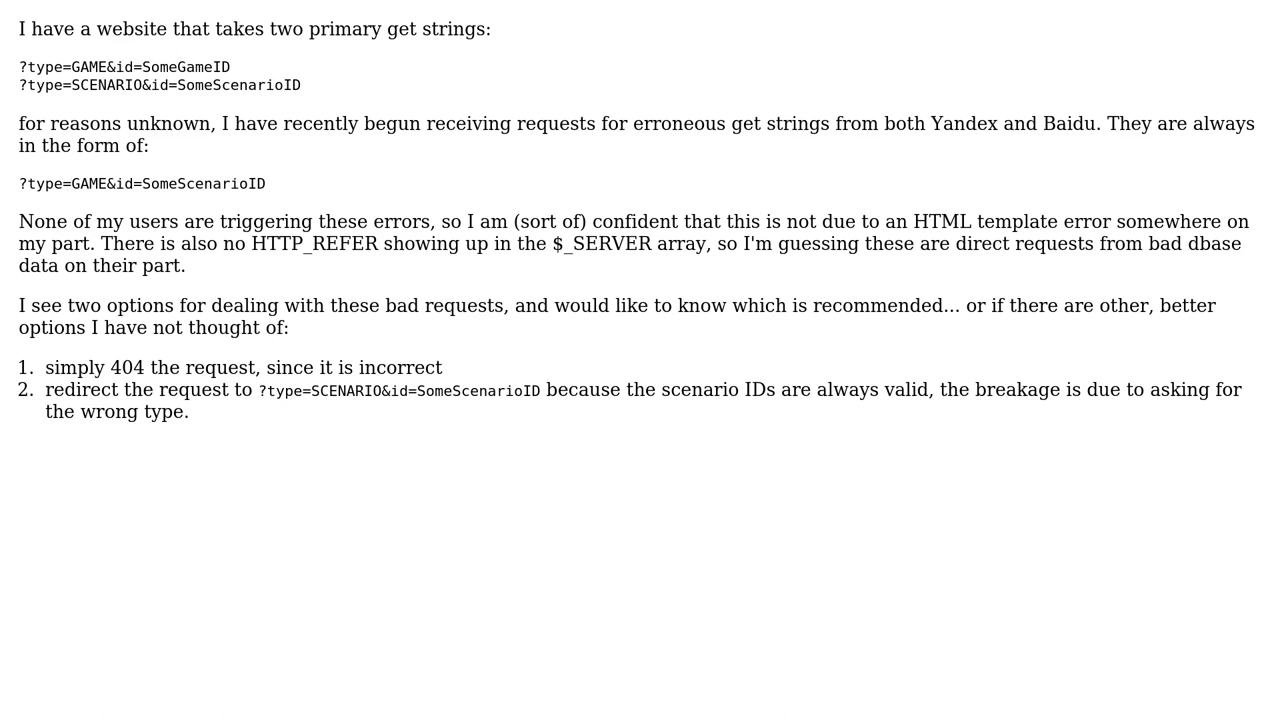 I have a website that takes two primary get strings:
?type=GAME&id=SomeGameID
?type=SCENARIO&id=SomeScenarioID
for reasons unknown, I have recently begun receiving requests for erroneous get strings from both Yandex and Baidu. They are always
in the form of:
?type=GAME&id=SomeScenarioID
None of my users are triggering these errors, so I am (sort of) confident that this is not due to an HTML template error somewhere on
my part. There is also no HTTP_REFER showing up in the $_SERVER array, so I'm guessing these are direct requests from bad dbase
data on their part.
I see two options for dealing with these bad requests, and would like to know which is recommended... or if there are other, better
options I have not thought of:
1. simply 404 the request, since it is incorrect
2. redirect the request to ?type=SCENARIO&id=SomeScenarioID because the scenario IDs are always valid, the breakage is due to asking for
the wrong type.